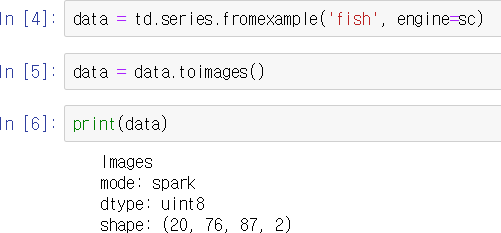 In [4]: data = td.series.fromexample('fish', engine=sc)
In [5]: data = data.toimages()
In [6]: print(data)
Images
mode: spark
dtype: uint8
shape: (20, 76, 87, 2)